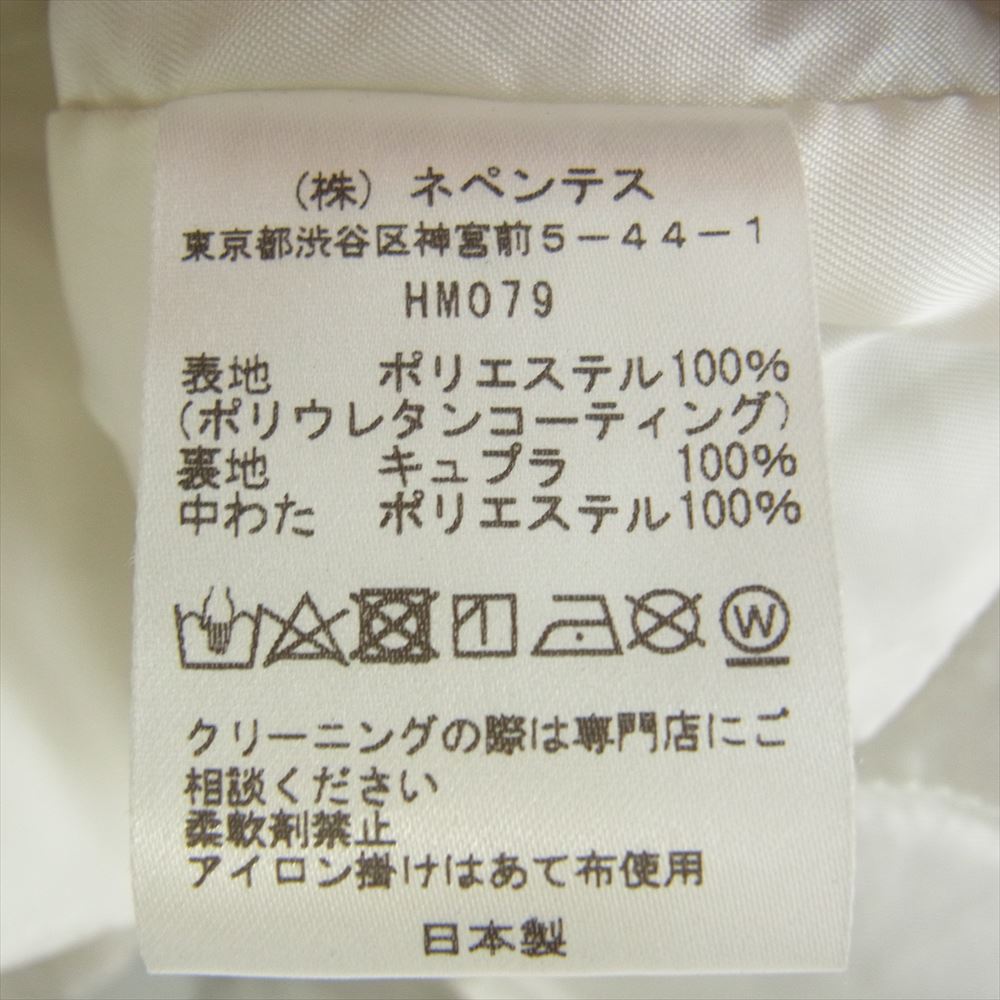 (株) ネペンテス
東京都渋谷区神宮前5-44-1
HM079
表地 ポリエステル100%
(ポリウレタンコーティング)
裏地 キュプラ 100%
中わた ポリエステル100%
W
クリーニングの際は専門店にご
相談ください
柔軟剤禁止
アイロン掛けはあて布使用
日本製